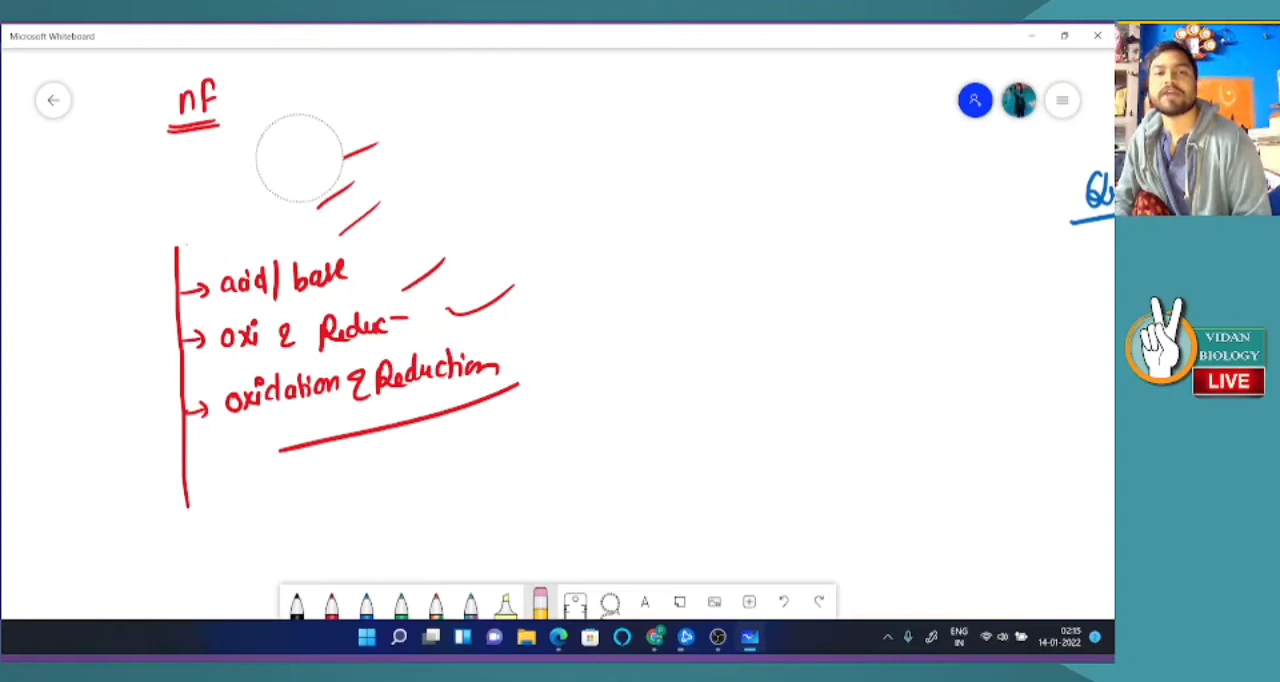 Microsoft Whiteboard
nf
acid/base
oxi & Reduc-
oxidation & Reduction
VIDAN
BIOLOGY
LIVE
A
ENG
IN
02:15
14-01-2022